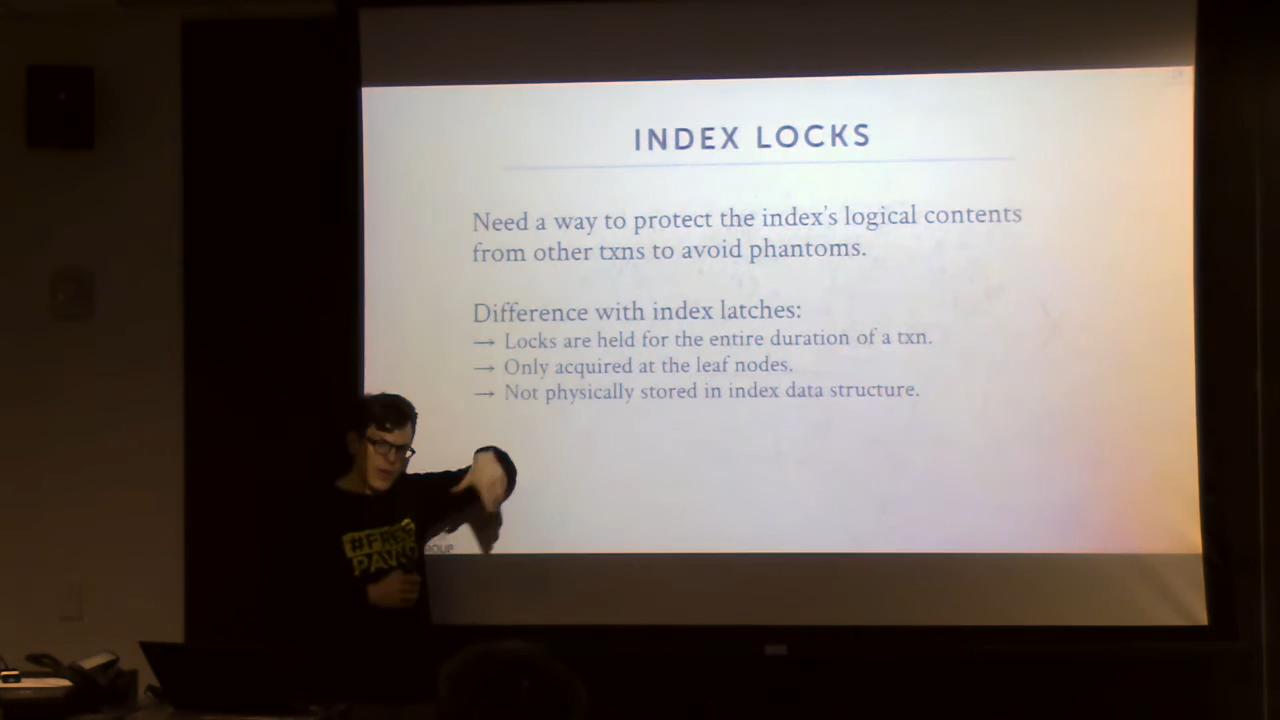 INDEX LOCKS
Need a way to protect the index's logical contents
from other txns to avoid phantoms.
Difference with index latches:
→ Locks are held for the entire duration of a txn.
→ Only acquired at the leaf nodes.
→ Not physically stored in index data structure.
#FREE